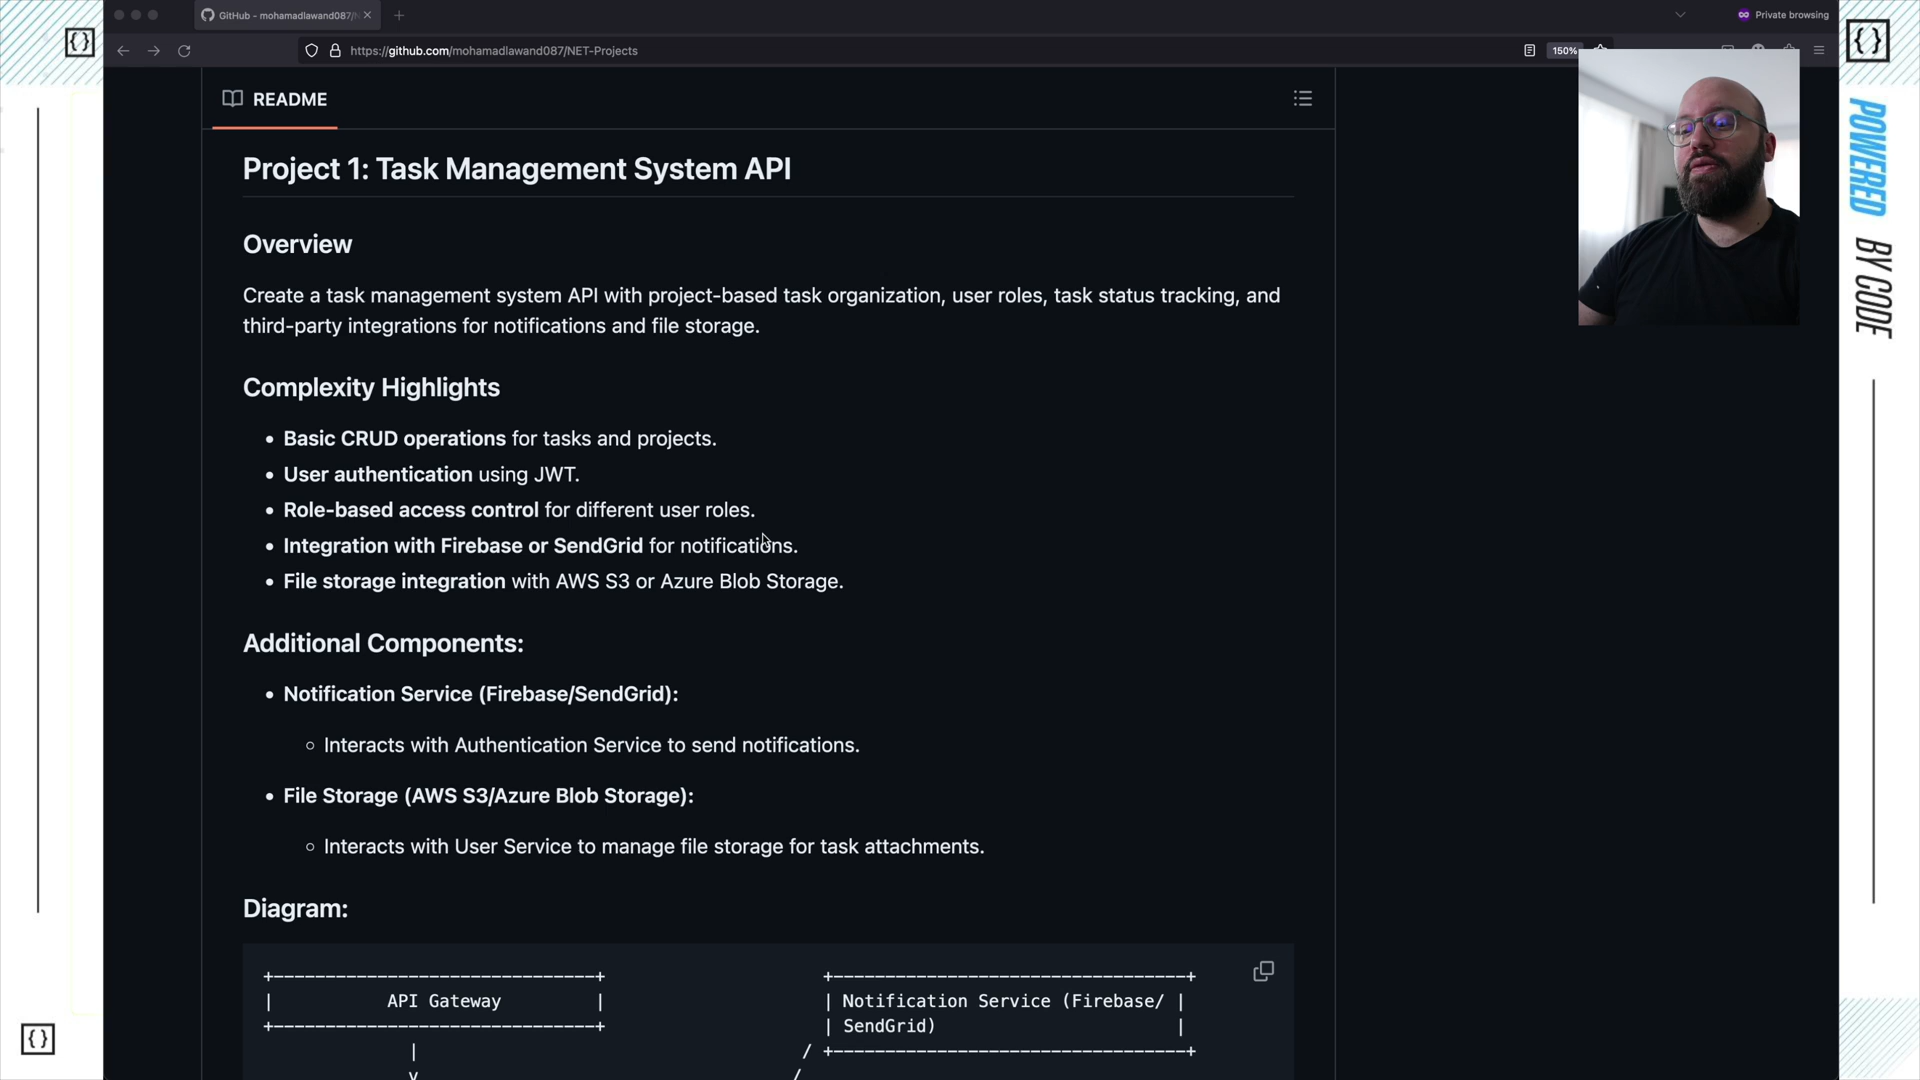 GitHub - mohamadlawand087/
Private browsing
https://github.com/mohamadlawand087/NET-Projects
150%
README
Project 1: Task Management System API
Overview
Create a task management system API with project-based task organization, user roles, task status tracking, and
third-party integrations for notifications and file storage.
Complexity Highlights
• Basic CRUD operations for tasks and projects.
• User authentication using JWT.
• Role-based access control for different user roles.
• Integration with Firebase or SendGrid for notifications.
• File storage integration with AWS S3 or Azure Blob Storage.
Additional Components:
• Notification Service (Firebase/SendGrid):
◦ Interacts with Authentication Service to send notifications.
• File Storage (AWS S3/Azure Blob Storage):
◦ Interacts with User Service to manage file storage for task attachments.
Diagram:
API Gateway
Notification Service (Firebase/
SendGrid)
v
{}
{}
{}
POWERED BY CODE